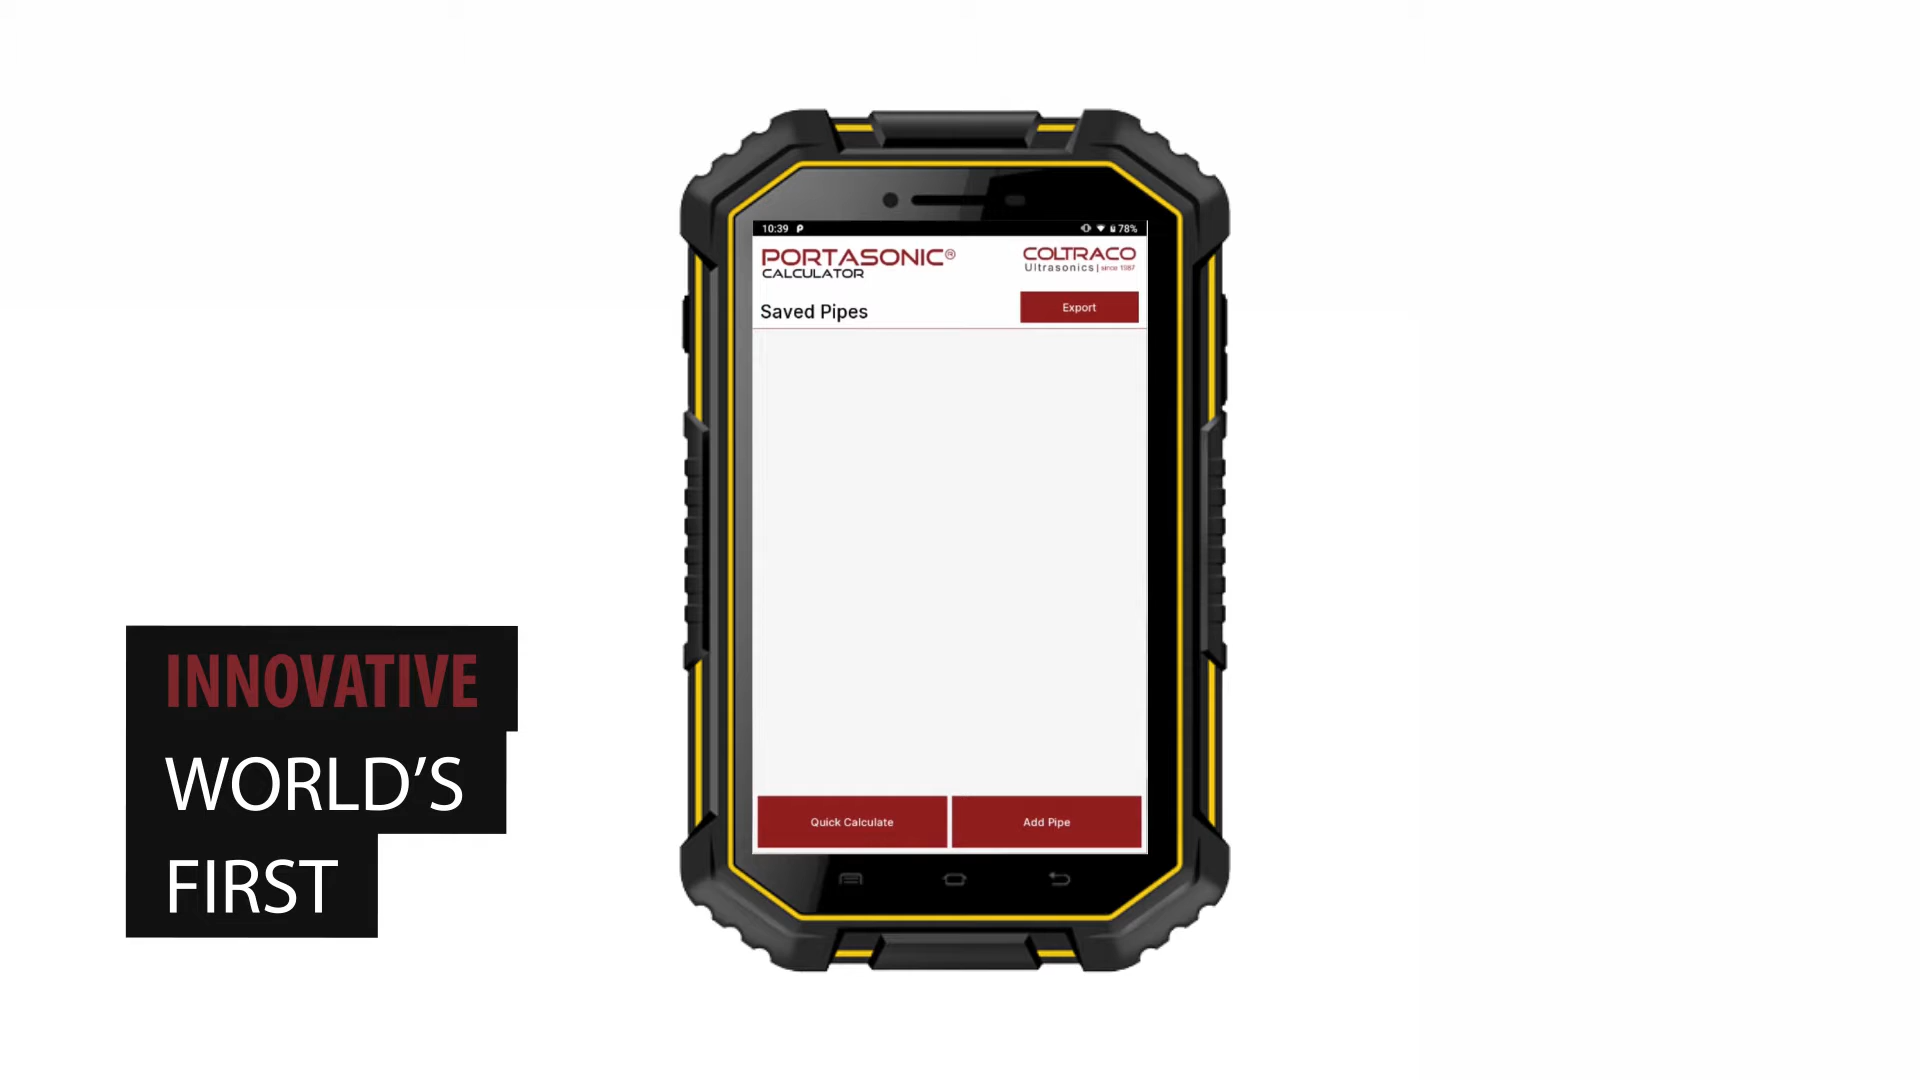 10:39
78%
PORTASONIC®
CALCULATOR
COLTRACO
Ultrasonics | since 1987
Saved Pipes
Export
INNOVATIVE
WORLD'S
FIRST
Quick Calculate
Add Pipe